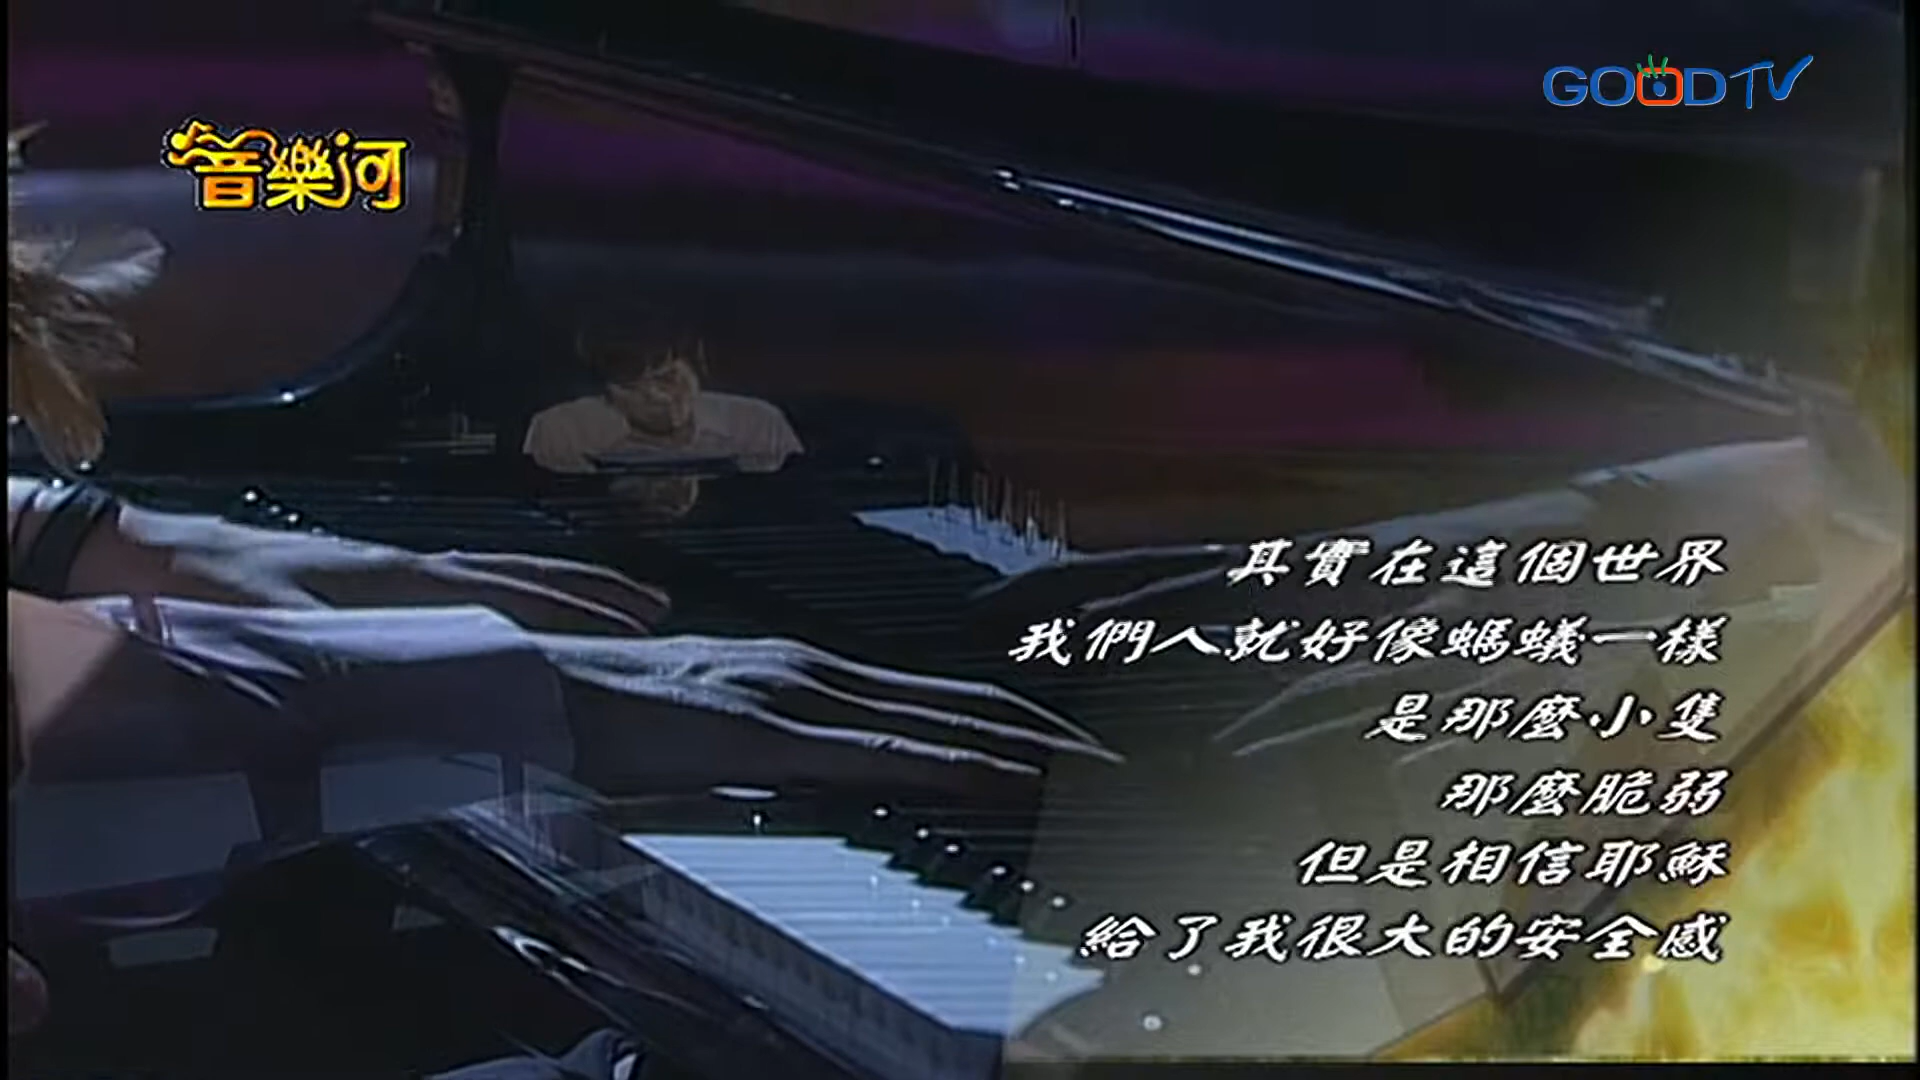 GOODTV
音樂河
其實在這個世界
我們人就好像螞蟻一樣
是那麼小隻
那麼脆弱
但是相信耶穌
給了我很大的安全感